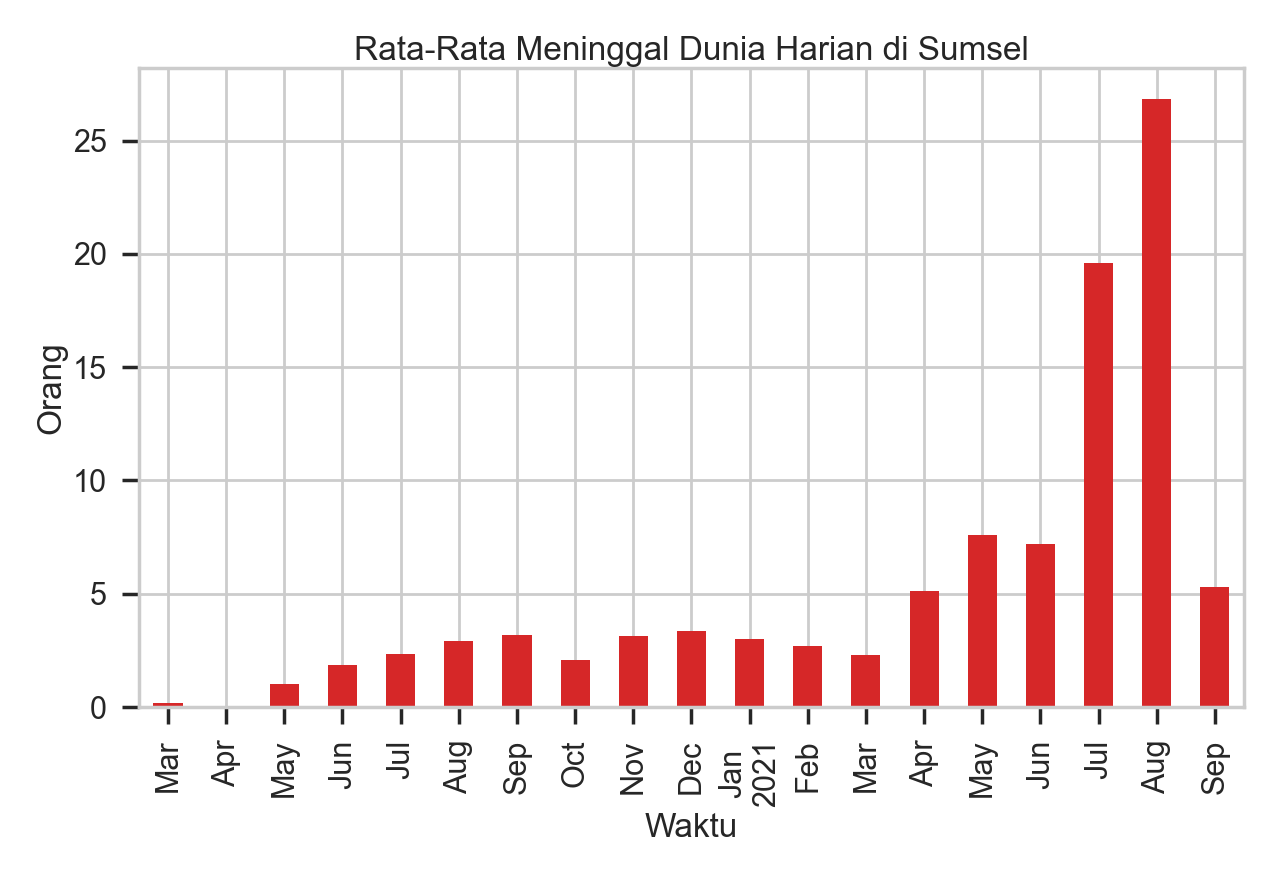 Rata-Rata Meninggal Dunia Harian di Sumsel
Orang
25
20
15
10
5
0
Mar
Apr
May
Jun
Jul
Aug
Sep
Oct
Nov
Dec
Jan
2021
Feb
Mar
Apr
May
Jun
Jul
Aug
Sep
Waktu